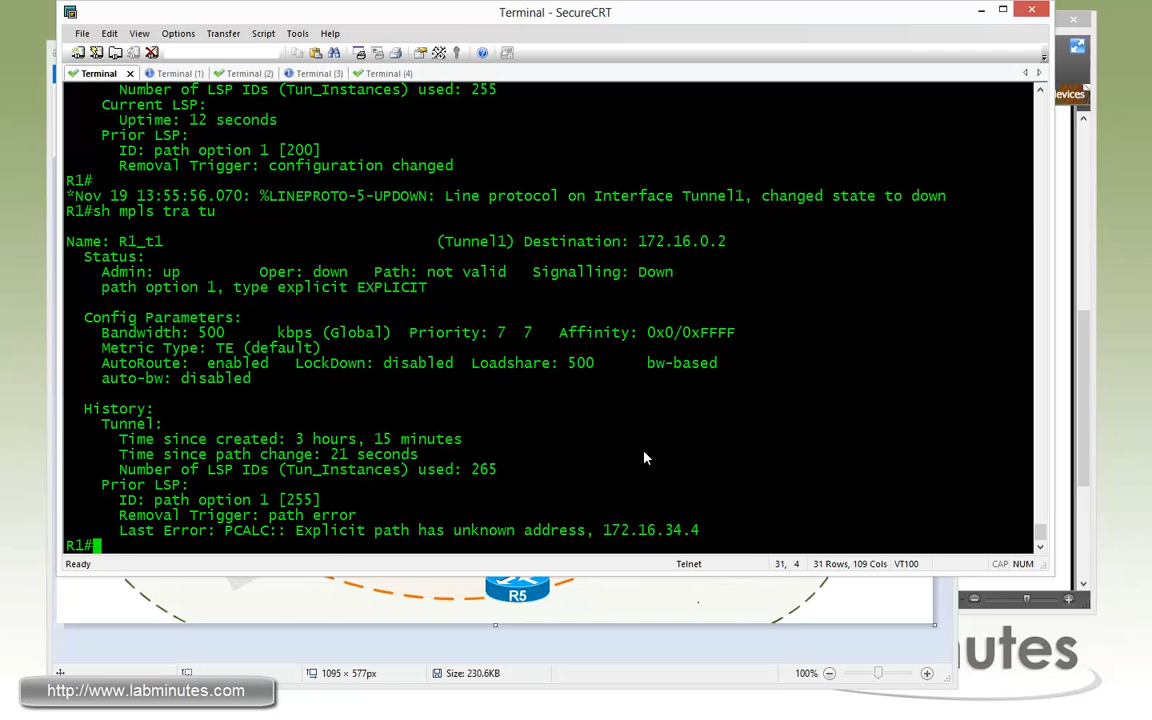 Terminal - SecureCRT
File Edit View Options Transfer Script Tools Help
Terminal Terminal (1) Terminal (2) Terminal (3) Terminal (4)
Number of LSP IDs (Tun_Instances) used: 255
Current LSP:
Uptime: 12 seconds
Prior LSP:
ID: path option 1 [200]
Removal Trigger: configuration changed
R1#
*Nov 19 13:55:56.070: %LINEPROTO-5-UPDOWN: Line protocol on Interface Tunnel1, changed state to down
R1#sh mpls tra tu
Name: R1_t1 (Tunnel1) Destination: 172.16.0.2
Status:
Admin: up Oper: down Path: not valid Signalling: Down
path option 1, type explicit EXPLICIT
Config Parameters:
Bandwidth: 500 kbps (Global) Priority: 7 7 Affinity: 0x0/0xFFFF
Metric Type: TE (default)
AutoRoute: enabled LockDown: disabled Loadshare: 500 bw-based
auto-bw: disabled
History:
Tunnel:
Time since created: 3 hours, 15 minutes
Time since path change: 21 seconds
Number of LSP IDs (Tun_Instances) used: 265
Prior LSP:
ID: path option 1 [255]
Removal Trigger: path error
Last Error: PCALC:: Explicit path has unknown address, 172.16.34.4
R1#
Ready Telnet 31, 4 31 Rows, 109 Cols VT100 CAP NUM
evices
R5
1095 × 577px Size: 230.6KB 100%
nutes
http://www.labminutes.com